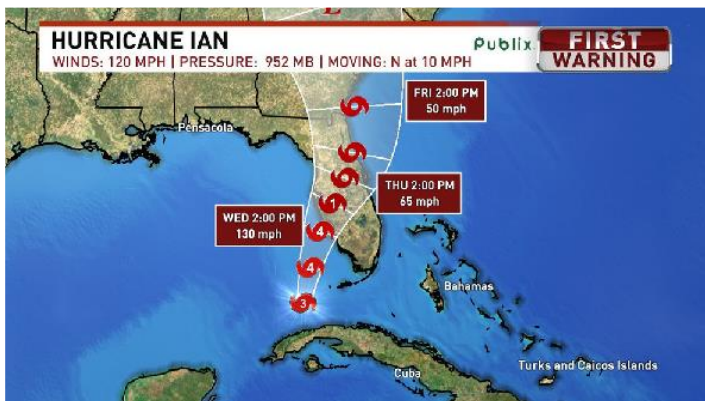 HURRICANE IAN
WINDS: 120 MPH | PRESSURE: 952 MB | MOVING: N at 10 MPH
Publix.
FIRST
WARNING
L
FRI 2:00 PM
50 mph
Pensacola
THU 2:00 PM
65 mph
WED 2:00 PM
130 mph
1
4
4
3
Bahamas
Turks and Caicos Islands
Cuba